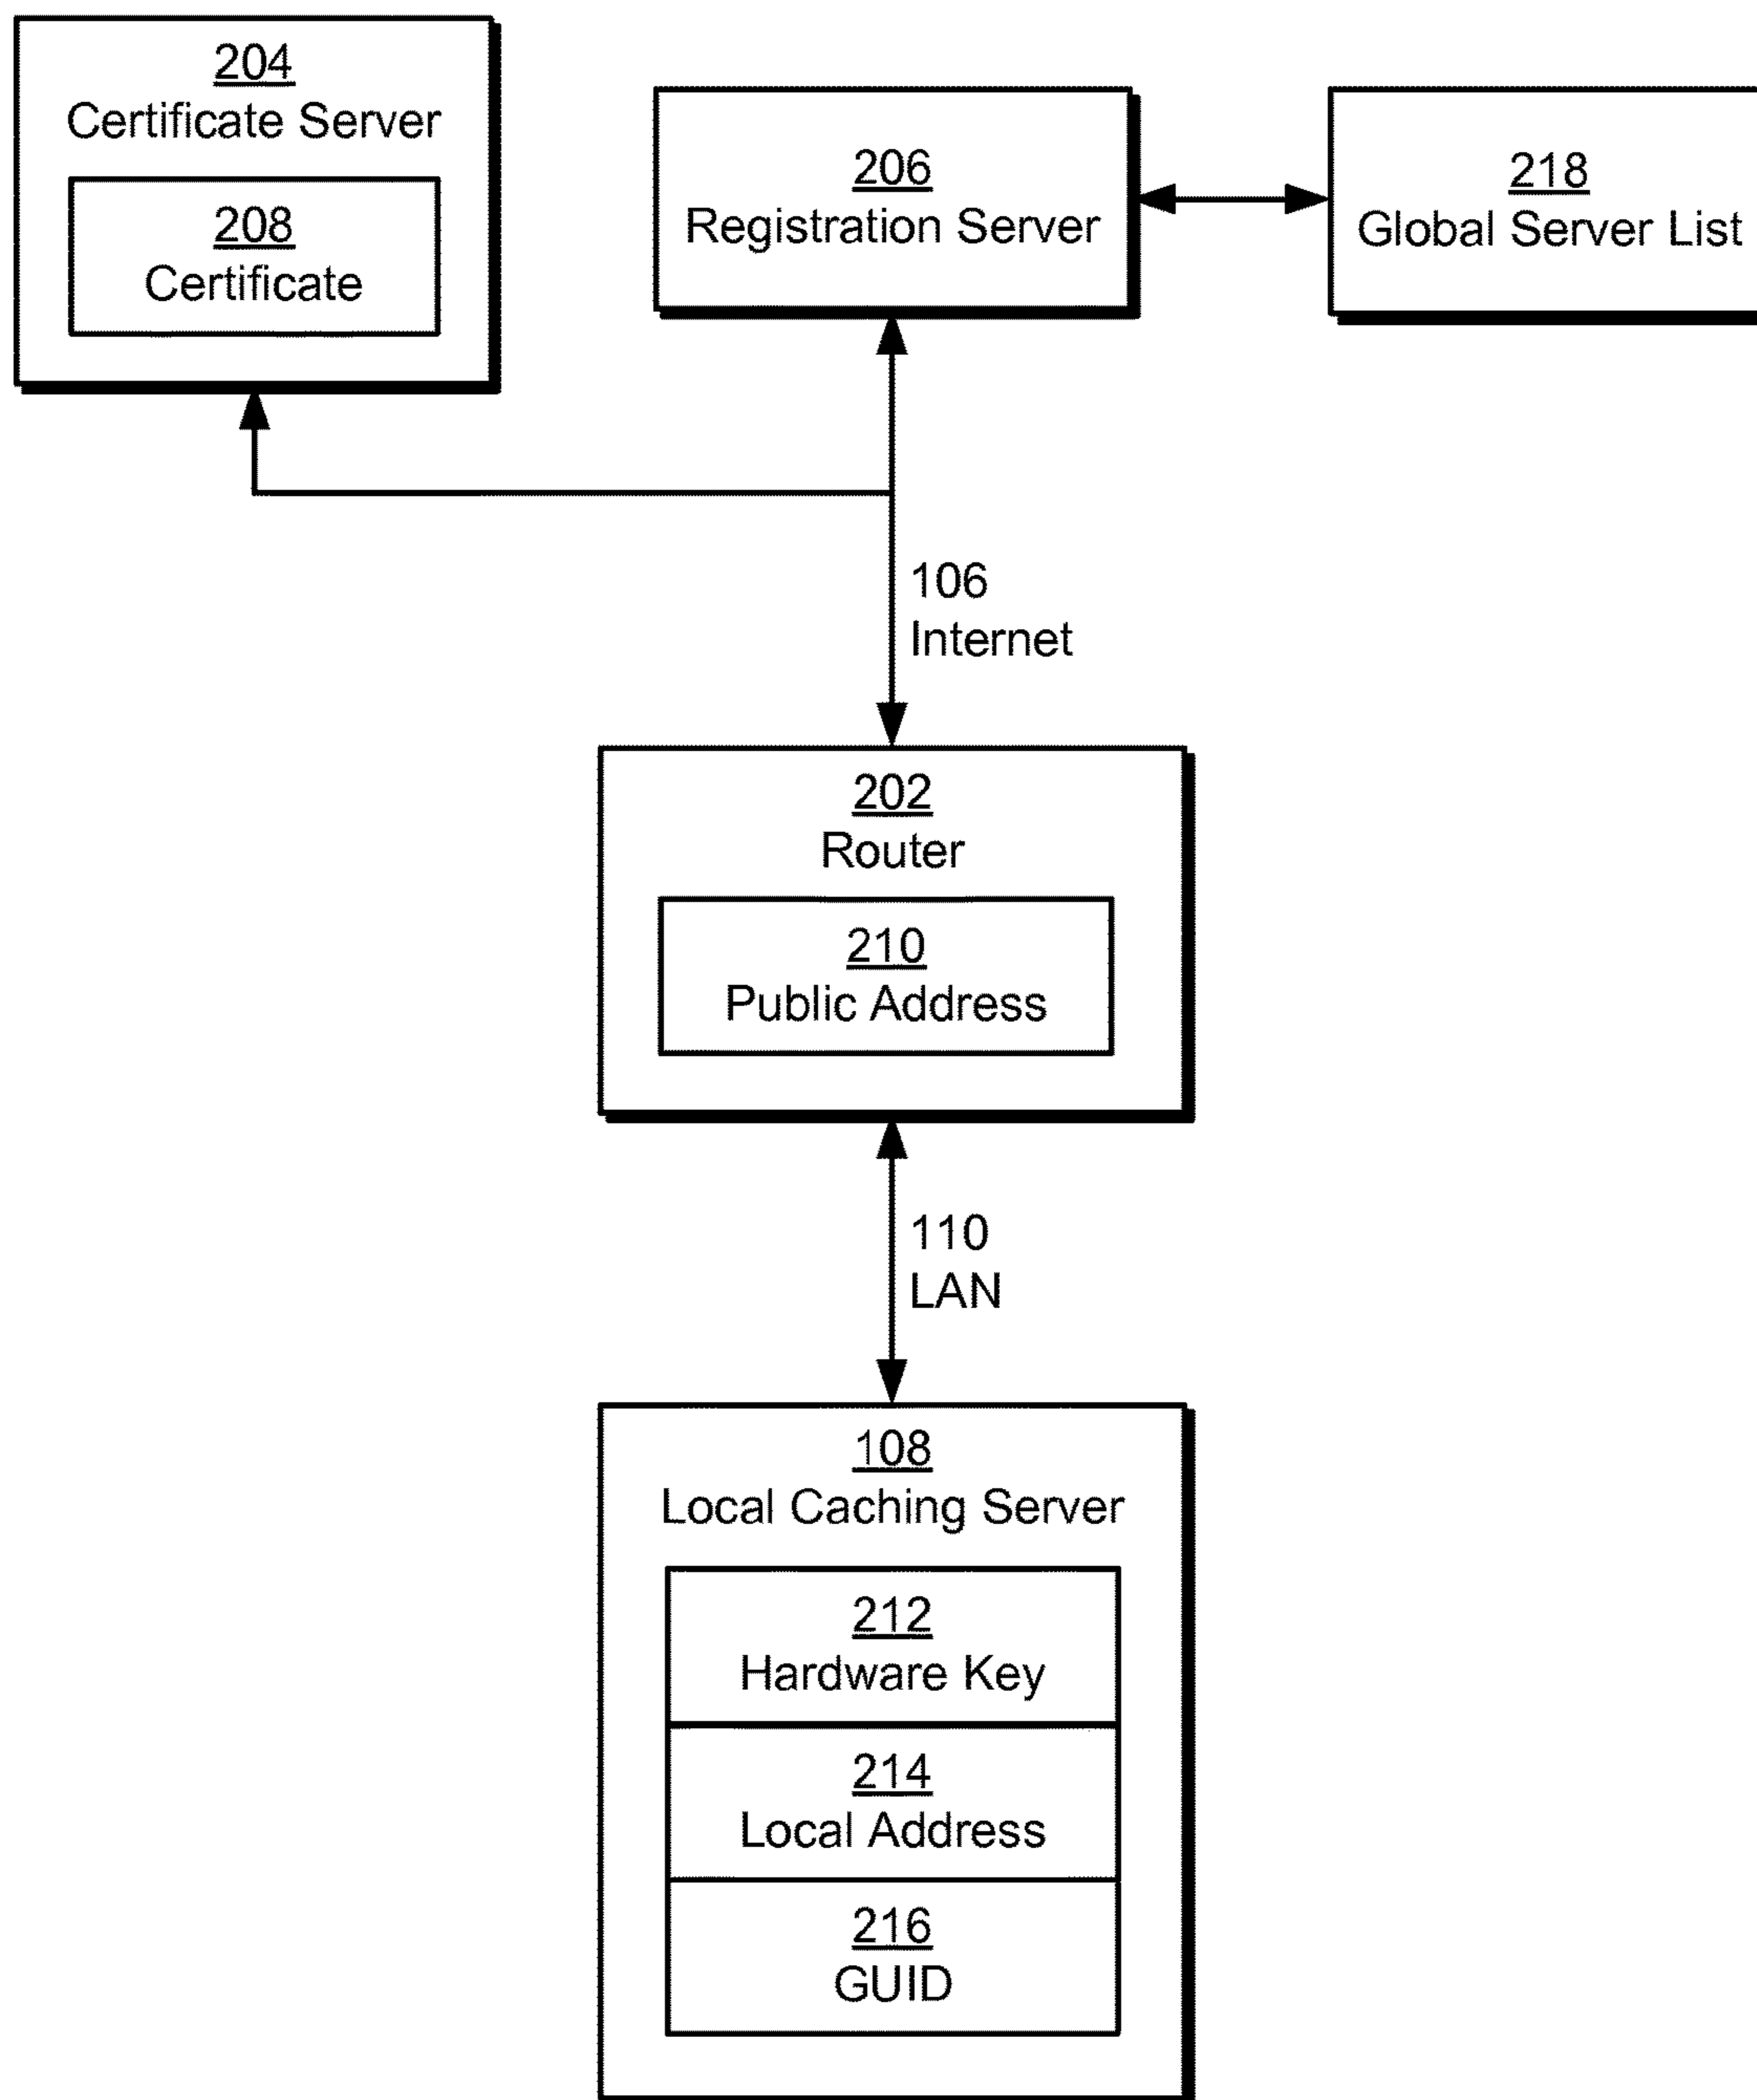 204
Certificate Server
208
Certificate
206
Registration Server
218
Global Server List
106
Internet
202
Router
210
Public Address
110
LAN
108
Local Caching Server
212
Hardware Key
214
Local Address
216
GUID